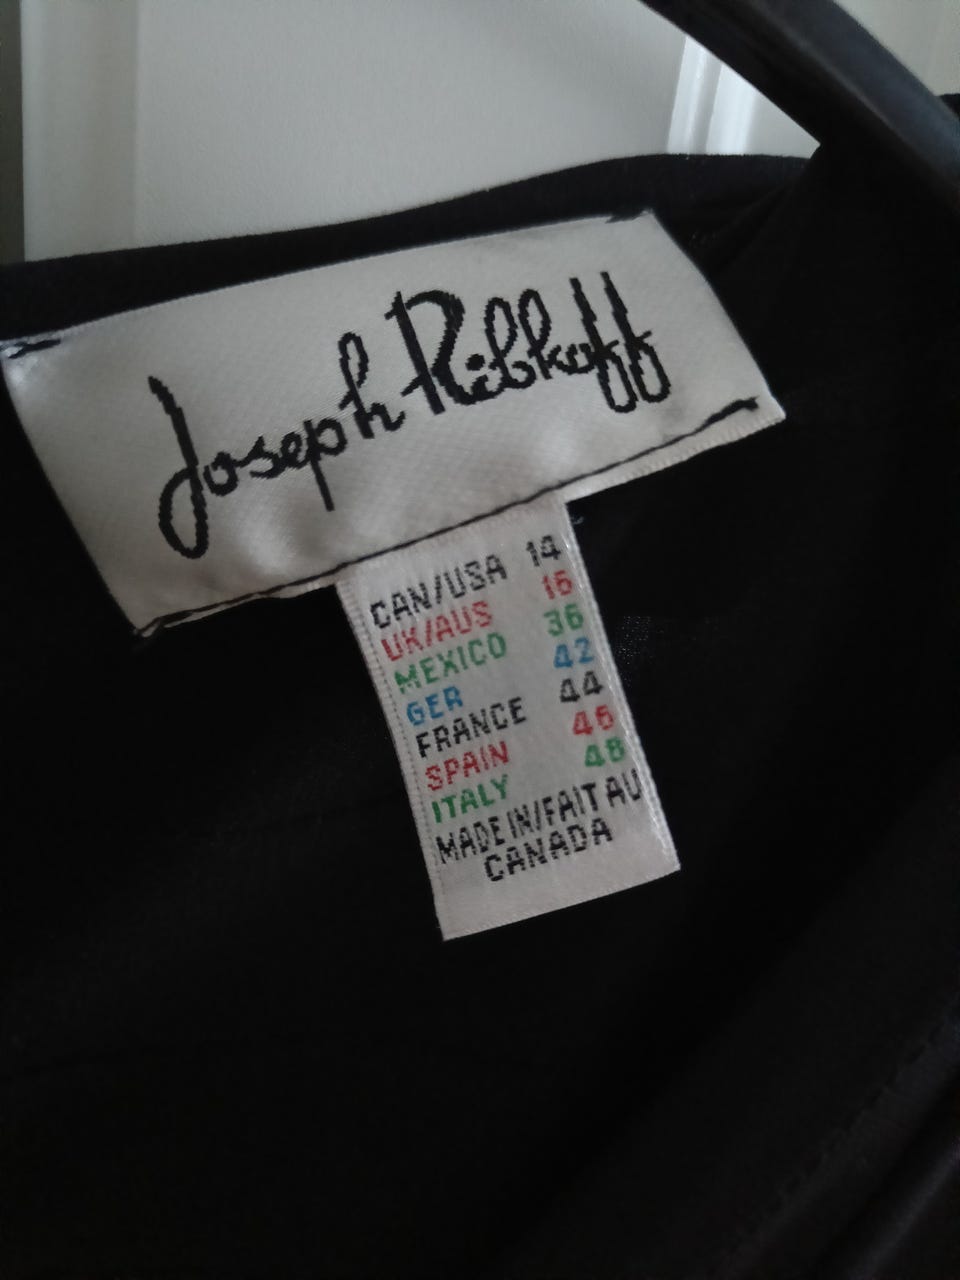 Joseph Ribkoff
CAN/USA 14
UK/AUS 16
MEXICO 36
GER 42
FRANCE 44
SPAIN 46
ITALY 48
MADE IN/FAIT AU
CANADA